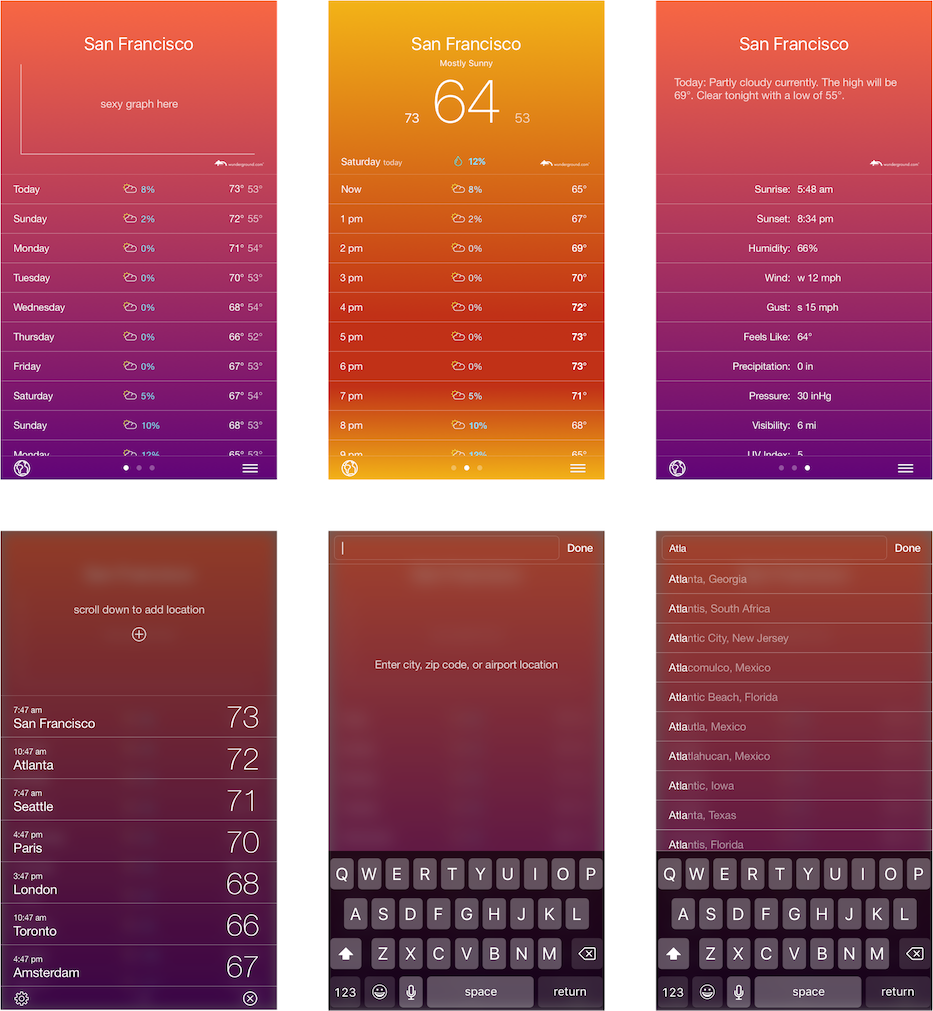 San Francisco
sexy graph here
wunderground.com
Today 8% 73° 53°
Sunday 2% 72° 55°
Monday 0% 71° 54°
Tuesday 0% 70° 53°
Wednesday 0% 68° 54°
Thursday 0% 66° 52°
Friday 0% 67° 53°
Saturday 5% 67° 54°
Sunday 10% 68° 53°
Monday 12% 65° 53°
San Francisco
Mostly Sunny
73 64 53
Saturday today 12% wunderground.com
Now 8% 65°
1 pm 2% 67°
2 pm 0% 69°
3 pm 0% 70°
4 pm 0% 72°
5 pm 0% 73°
6 pm 0% 73°
7 pm 5% 71°
8 pm 10% 68°
9 pm 12% 65°
San Francisco
Today: Partly cloudy currently. The high will be
69°. Clear tonight with a low of 55°.
wunderground.com
Sunrise: 5:48 am
Sunset: 8:34 pm
Humidity: 66%
Wind: w 12 mph
Gust: s 15 mph
Feels Like: 64°
Precipitation: 0 in
Pressure: 30 inHg
Visibility: 6 mi
UV Index: 5
San Francisco
scroll down to add location
7:47 am
San Francisco 73
10:47 am
Atlanta 72
7:47 am
Seattle 71
4:47 pm
Paris 70
3:47 pm
London 68
10:47 am
Toronto 66
4:47 pm
Amsterdam 67
Done
Enter city, zip code, or airport location
Q W E R T Y U I O P
A S D F G H J K L
Z X C V B N M
123 space return
Atla Done
Atlanta, Georgia
Atlantis, South Africa
Atlantic City, New Jersey
Atlacomulco, Mexico
Atlantic Beach, Florida
Atlautla, Mexico
Atlatlahucan, Mexico
Atlantic, Iowa
Atlanta, Texas
Atlantis, Florida
Q W E R T Y U I O P
A S D F G H J K L
Z X C V B N M
123 space return